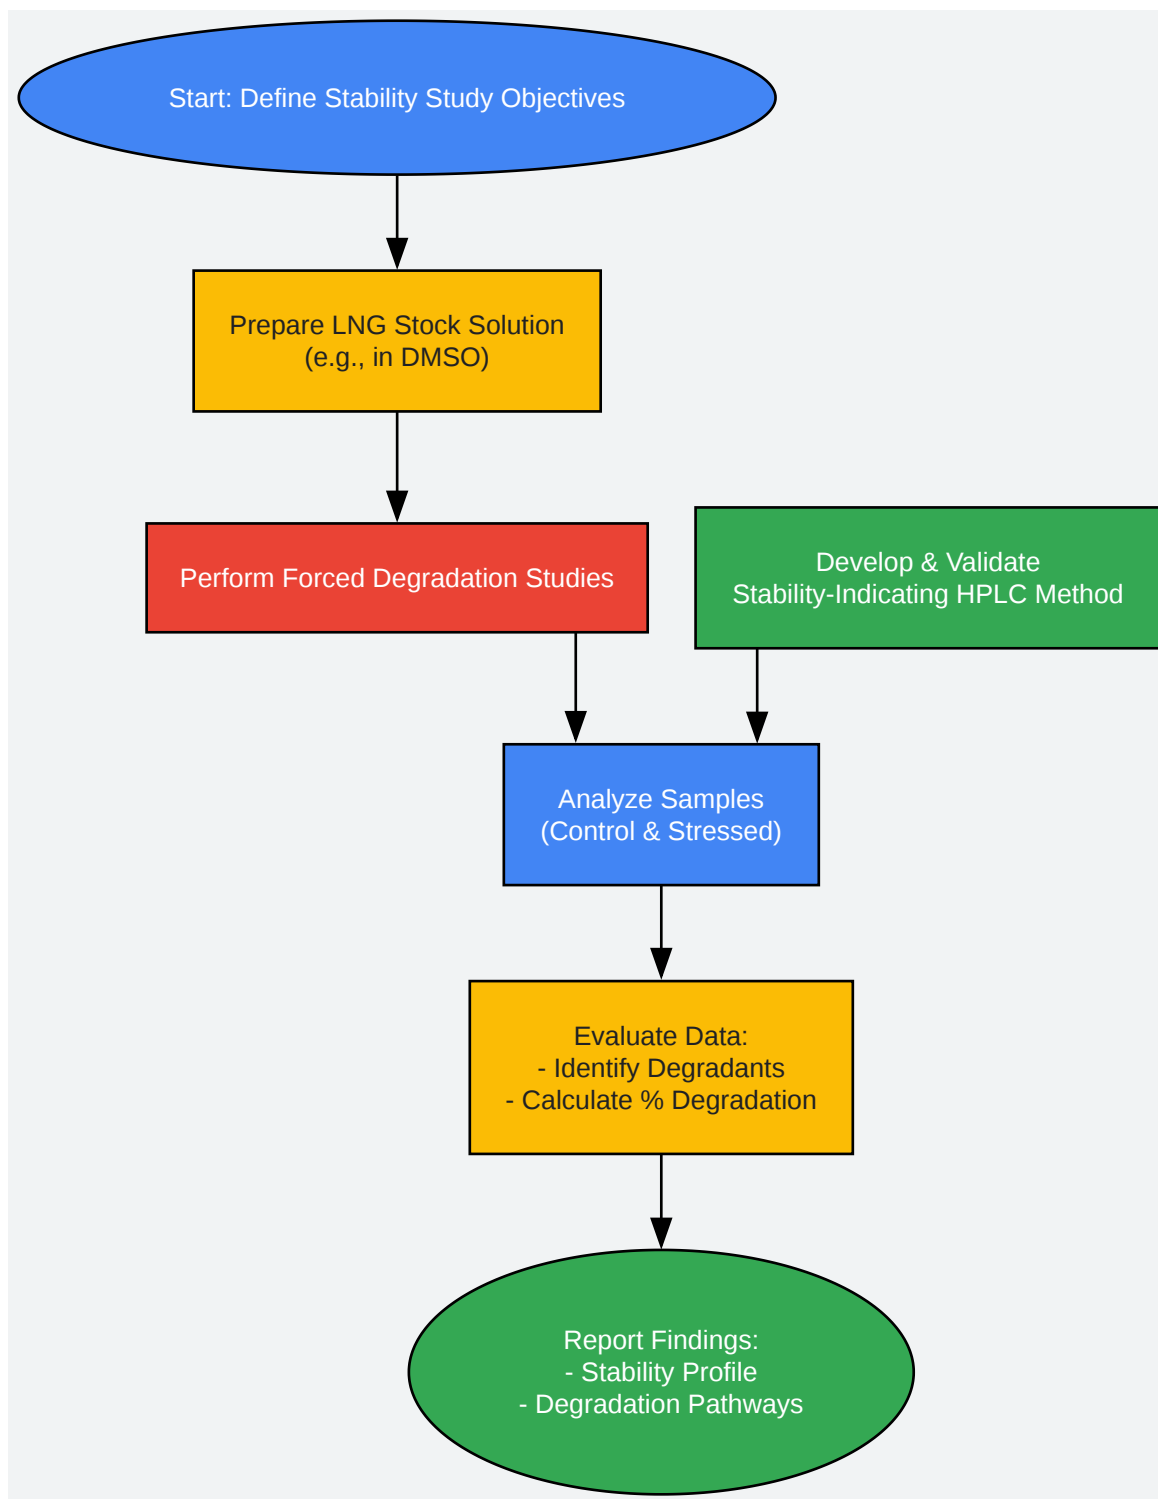 Start: Define Stability Study Objectives
Prepare LNG Stock Solution
(e.g., in DMSO)
Perform Forced Degradation Studies
Develop & Validate
Stability-Indicating HPLC Method
Analyze Samples
(Control & Stressed)
Evaluate Data:
- Identify Degradants
- Calculate % Degradation
Report Findings:
- Stability Profile
- Degradation Pathways